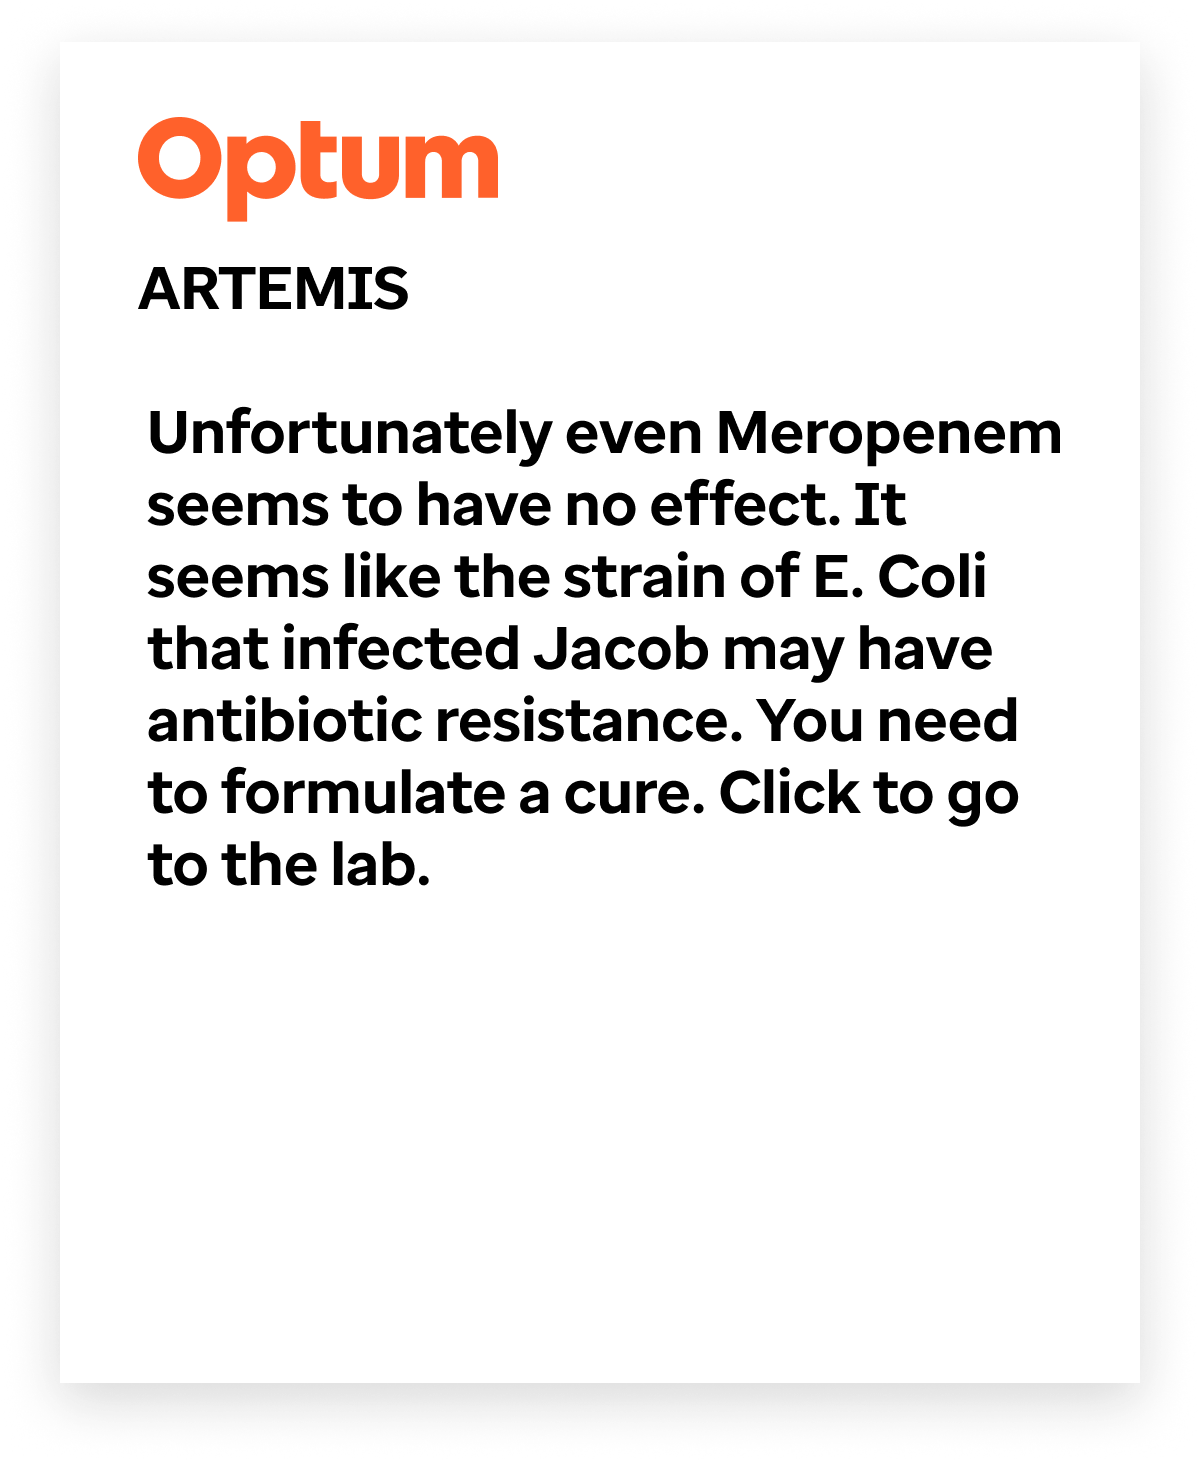 Optum
ARTEMIS
Unfortunately even Meropenem
seems to have no effect. It
seems like the strain of E. Coli
that infected Jacob may have
antibiotic resistance. You need
to formulate a cure. Click to go
to the lab.